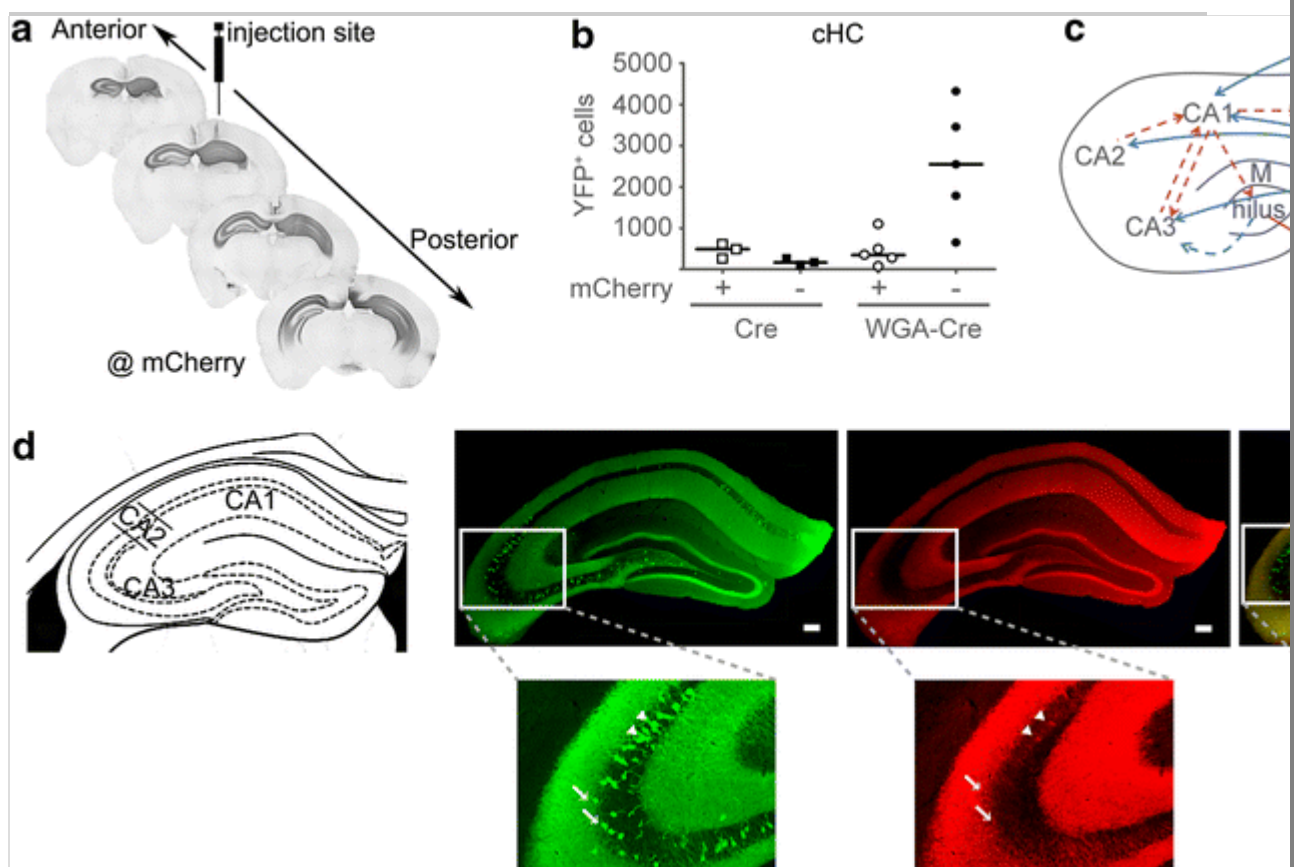 a
Anterior
injection site
Posterior
@ mCherry
b
cHC
YFP⁺ cells
5000
4000
3000
2000
1000
mCherry + - + -
Cre WGA-Cre
c
CA1
CA2
M
hilus
CA3
d
CA1
CA2
CA3